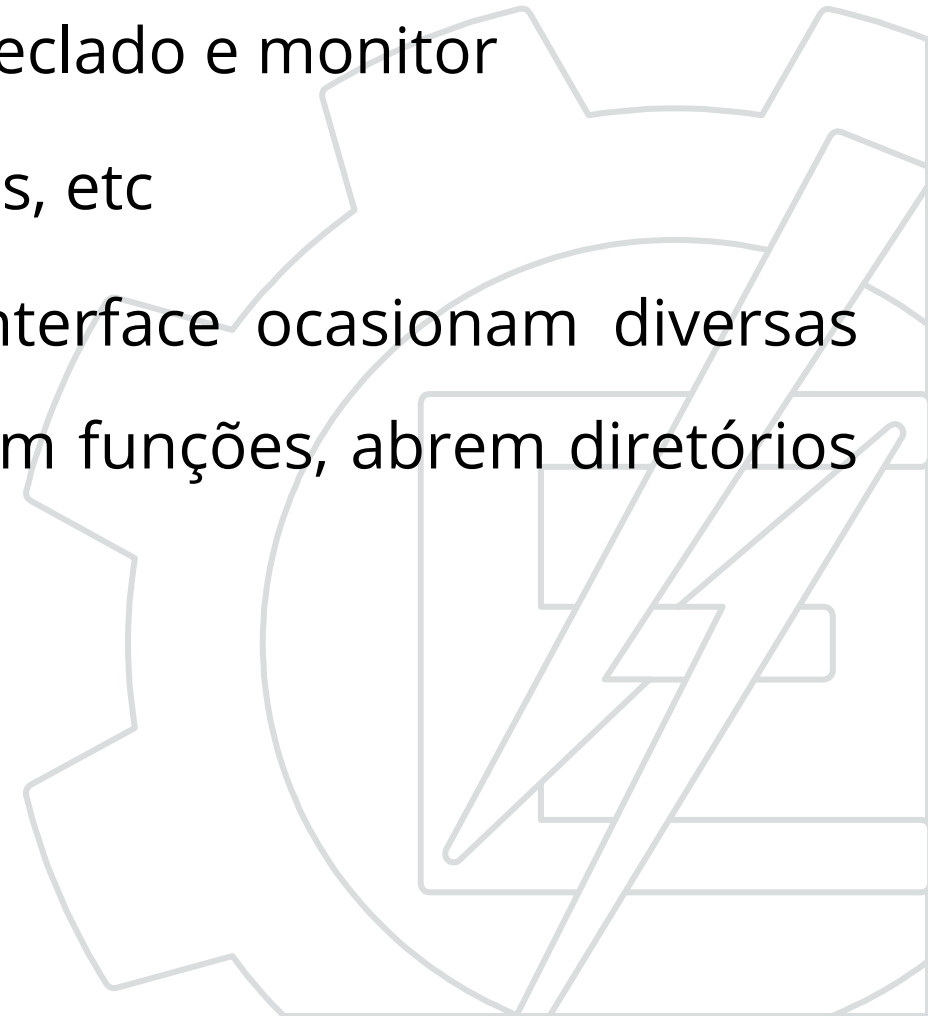 eclado e monitor
s, etc
nterface ocasionam diversas
m funções, abrem diretórios